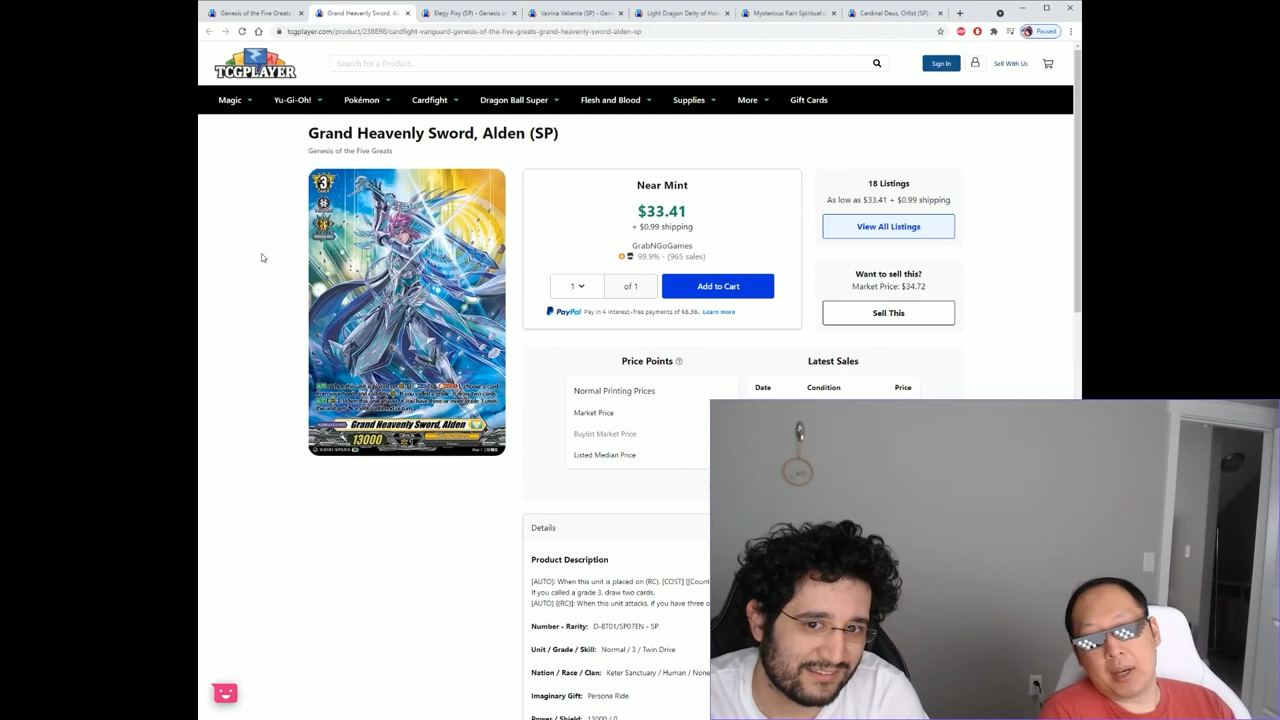 Genesis of the Five Greats
Grand Heavenly Sword, A
Elegy Pixy (SP) - Genesis o
Vairina Valiente (SP) - Gen
Light Dragon Deity of Hon
Mysterious Rain Spirituali
Cardinal Deus, Orfist (SP)
tcgplayer.com/product/238898/cardfight-vanguard-genesis-of-the-five-greats-grand-heavenly-sword-alden-sp
Paused
TCGPLAYER
Search for a Product...
Sign In
Sell With Us
Magic
Yu-Gi-Oh!
Pokémon
Cardfight
Dragon Ball Super
Flesh and Blood
Supplies
More
Gift Cards
Grand Heavenly Sword, Alden (SP)
Genesis of the Five Greats
3
Grand Heavenly Sword, Alden
13000
Near Mint
$33.41
+ $0.99 shipping
GrabNGoGames
99.9% - (965 sales)
1
of 1
Add to Cart
PayPal Pay in 4 interest-free payments of $8.36. Learn more
18 Listings
As low as $33.41 + $0.99 shipping
View All Listings
Want to sell this?
Market Price: $34.72
Sell This
Price Points
Normal Printing Prices
Market Price
Buylist Market Price
Listed Median Price
Latest Sales
Date Condition Price
Details
Product Description
[AUTO]: When this unit is placed on (RC), [COST] [[Count
If you called a grade 3, draw two cards.
[AUTO] [(RC)]: When this unit attacks, if you have three o
Number - Rarity: D-BT01/SP07EN - SP
Unit / Grade / Skill: Normal / 3 / Twin Drive
Nation / Race / Clan: Keter Sanctuary / Human / None
Imaginary Gift: Persona Ride
Power / Shield: 13000 / 0